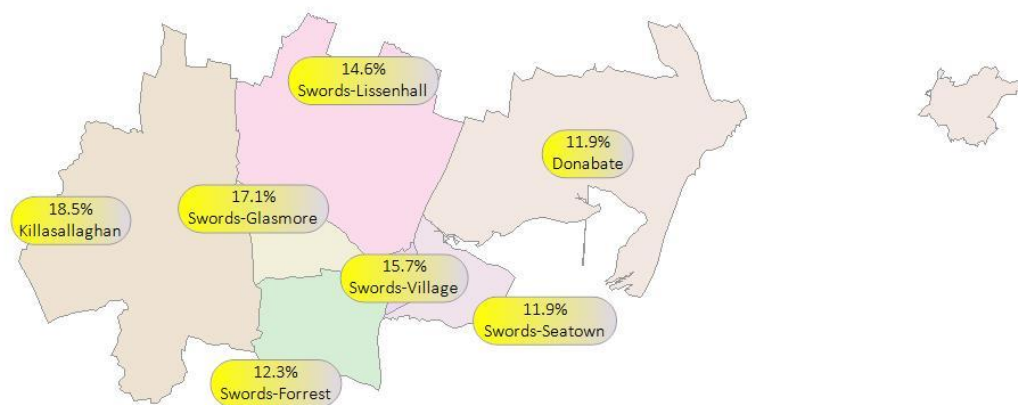 14.6%
Swords-Lissenhall
11.9%
Donabate
17.1%
Swords-Glasmore
18.5%
Killasallaghan
15.7%
Swords-Village
11.9%
Swords-Seatown
12.3%
Swords-Forrest